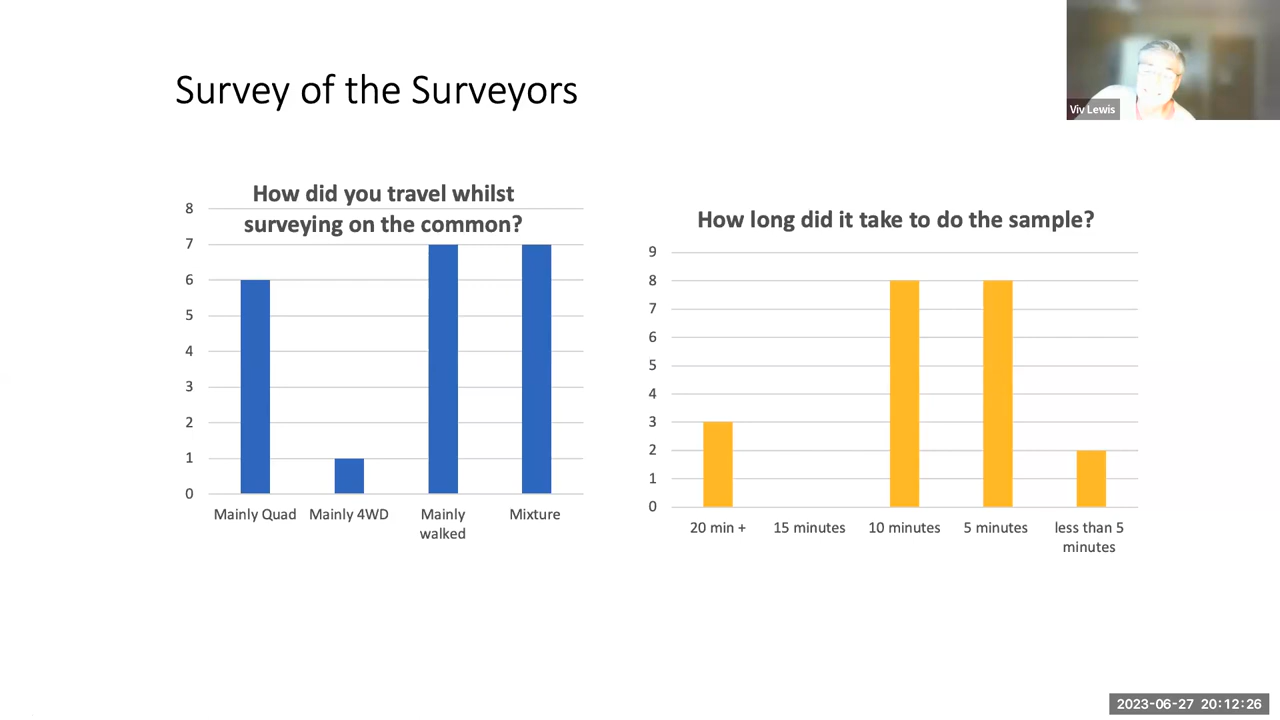 Survey of the Surveyors
Viv Lewis
How did you travel whilst
surveying on the common?
8
7
6
5
4
3
2
1
0
Mainly Quad
Mainly 4WD
Mainly
walked
Mixture
How long did it take to do the sample?
9
8
7
6
5
4
3
2
1
0
20 min +
15 minutes
10 minutes
5 minutes
less than 5
minutes
2023-06-27 20:12:26